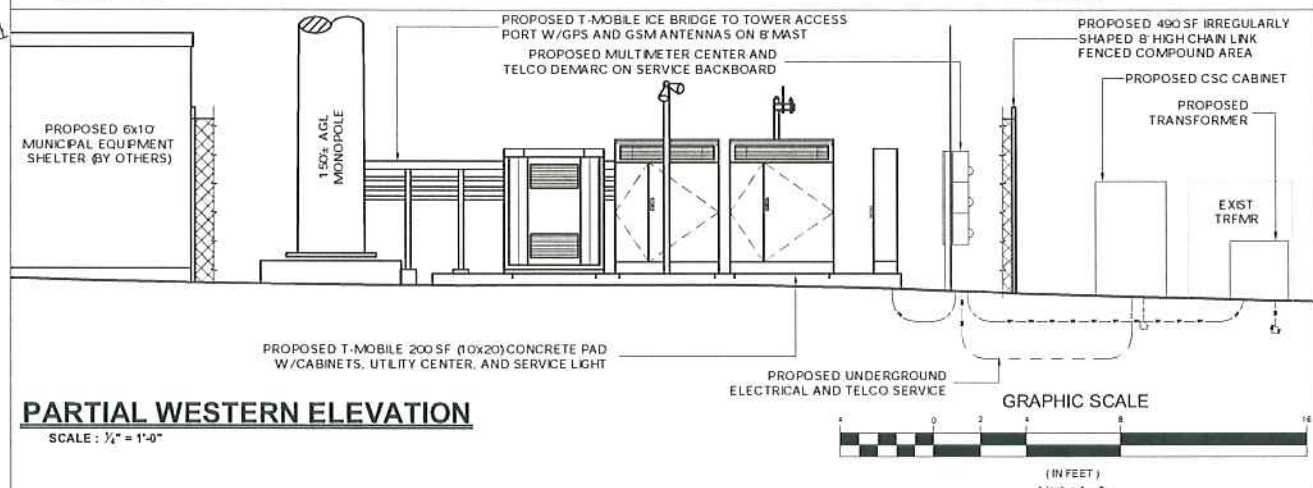 PROPOSED T-MOBILE ICE BRIDGE TO TOWER ACCESS
PORT W/GPS AND GSM ANTENNAS ON 8' MAST
PROPOSED MULTIMETER CENTER AND
TELCO DEMARC ON SERVICE BACKBOARD
PROPOSED 490 SF IRREGULARLY
SHAPED 8' HIGH CHAIN LINK
FENCED COMPOUND AREA
PROPOSED CSC CABINET
PROPOSED
TRANSFORMER
PROPOSED 6x10'
MUNICIPAL EQUIPMENT
SHELTER (BY OTHERS)
150'± AGL
MONOPOLE
EXIST
TRFMR
PROPOSED T-MOBILE 200 SF (10'x20') CONCRETE PAD
W/CABINETS, UTILITY CENTER, AND SERVICE LIGHT
PROPOSED UNDERGROUND
ELECTRICAL AND TELCO SERVICE
PARTIAL WESTERN ELEVATION
SCALE : ¼" = 1'-0"
GRAPHIC SCALE
4 0 2 4 8 16
( IN FEET )